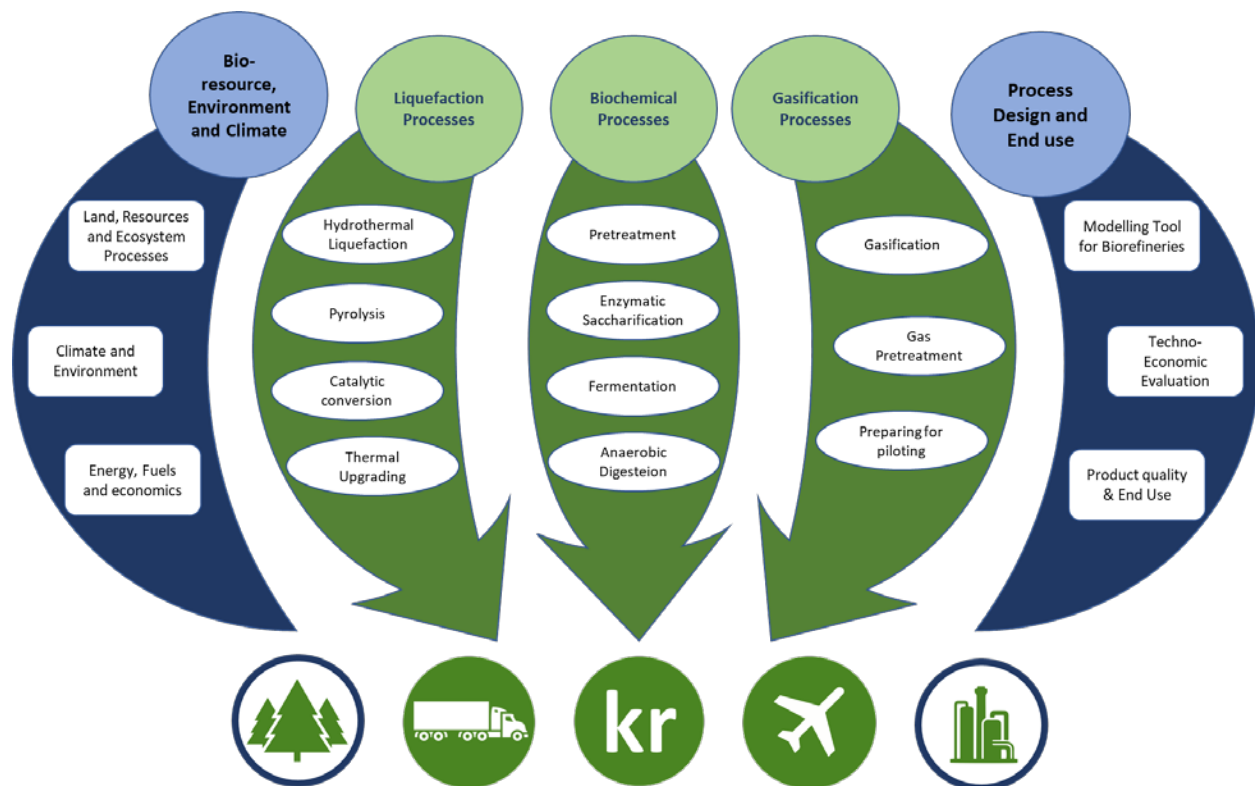 Bio-
resource,
Environment
and Climate
Land, Resources
and Ecosystem
Processes
Climate and
Environment
Energy, Fuels
and economics
Liquefaction
Processes
Hydrothermal
Liquefaction
Pyrolysis
Catalytic
conversion
Thermal
Upgrading
Biochemical
Processes
Pretreatment
Enzymatic
Saccharification
Fermentation
Anaerobic
Digesteion
Gasification
Processes
Gasification
Gas
Pretreatment
Preparing for
piloting
Process
Design and
End use
Modelling Tool
for Biorefineries
Techno-
Economic
Evaluation
Product quality
& End Use
kr